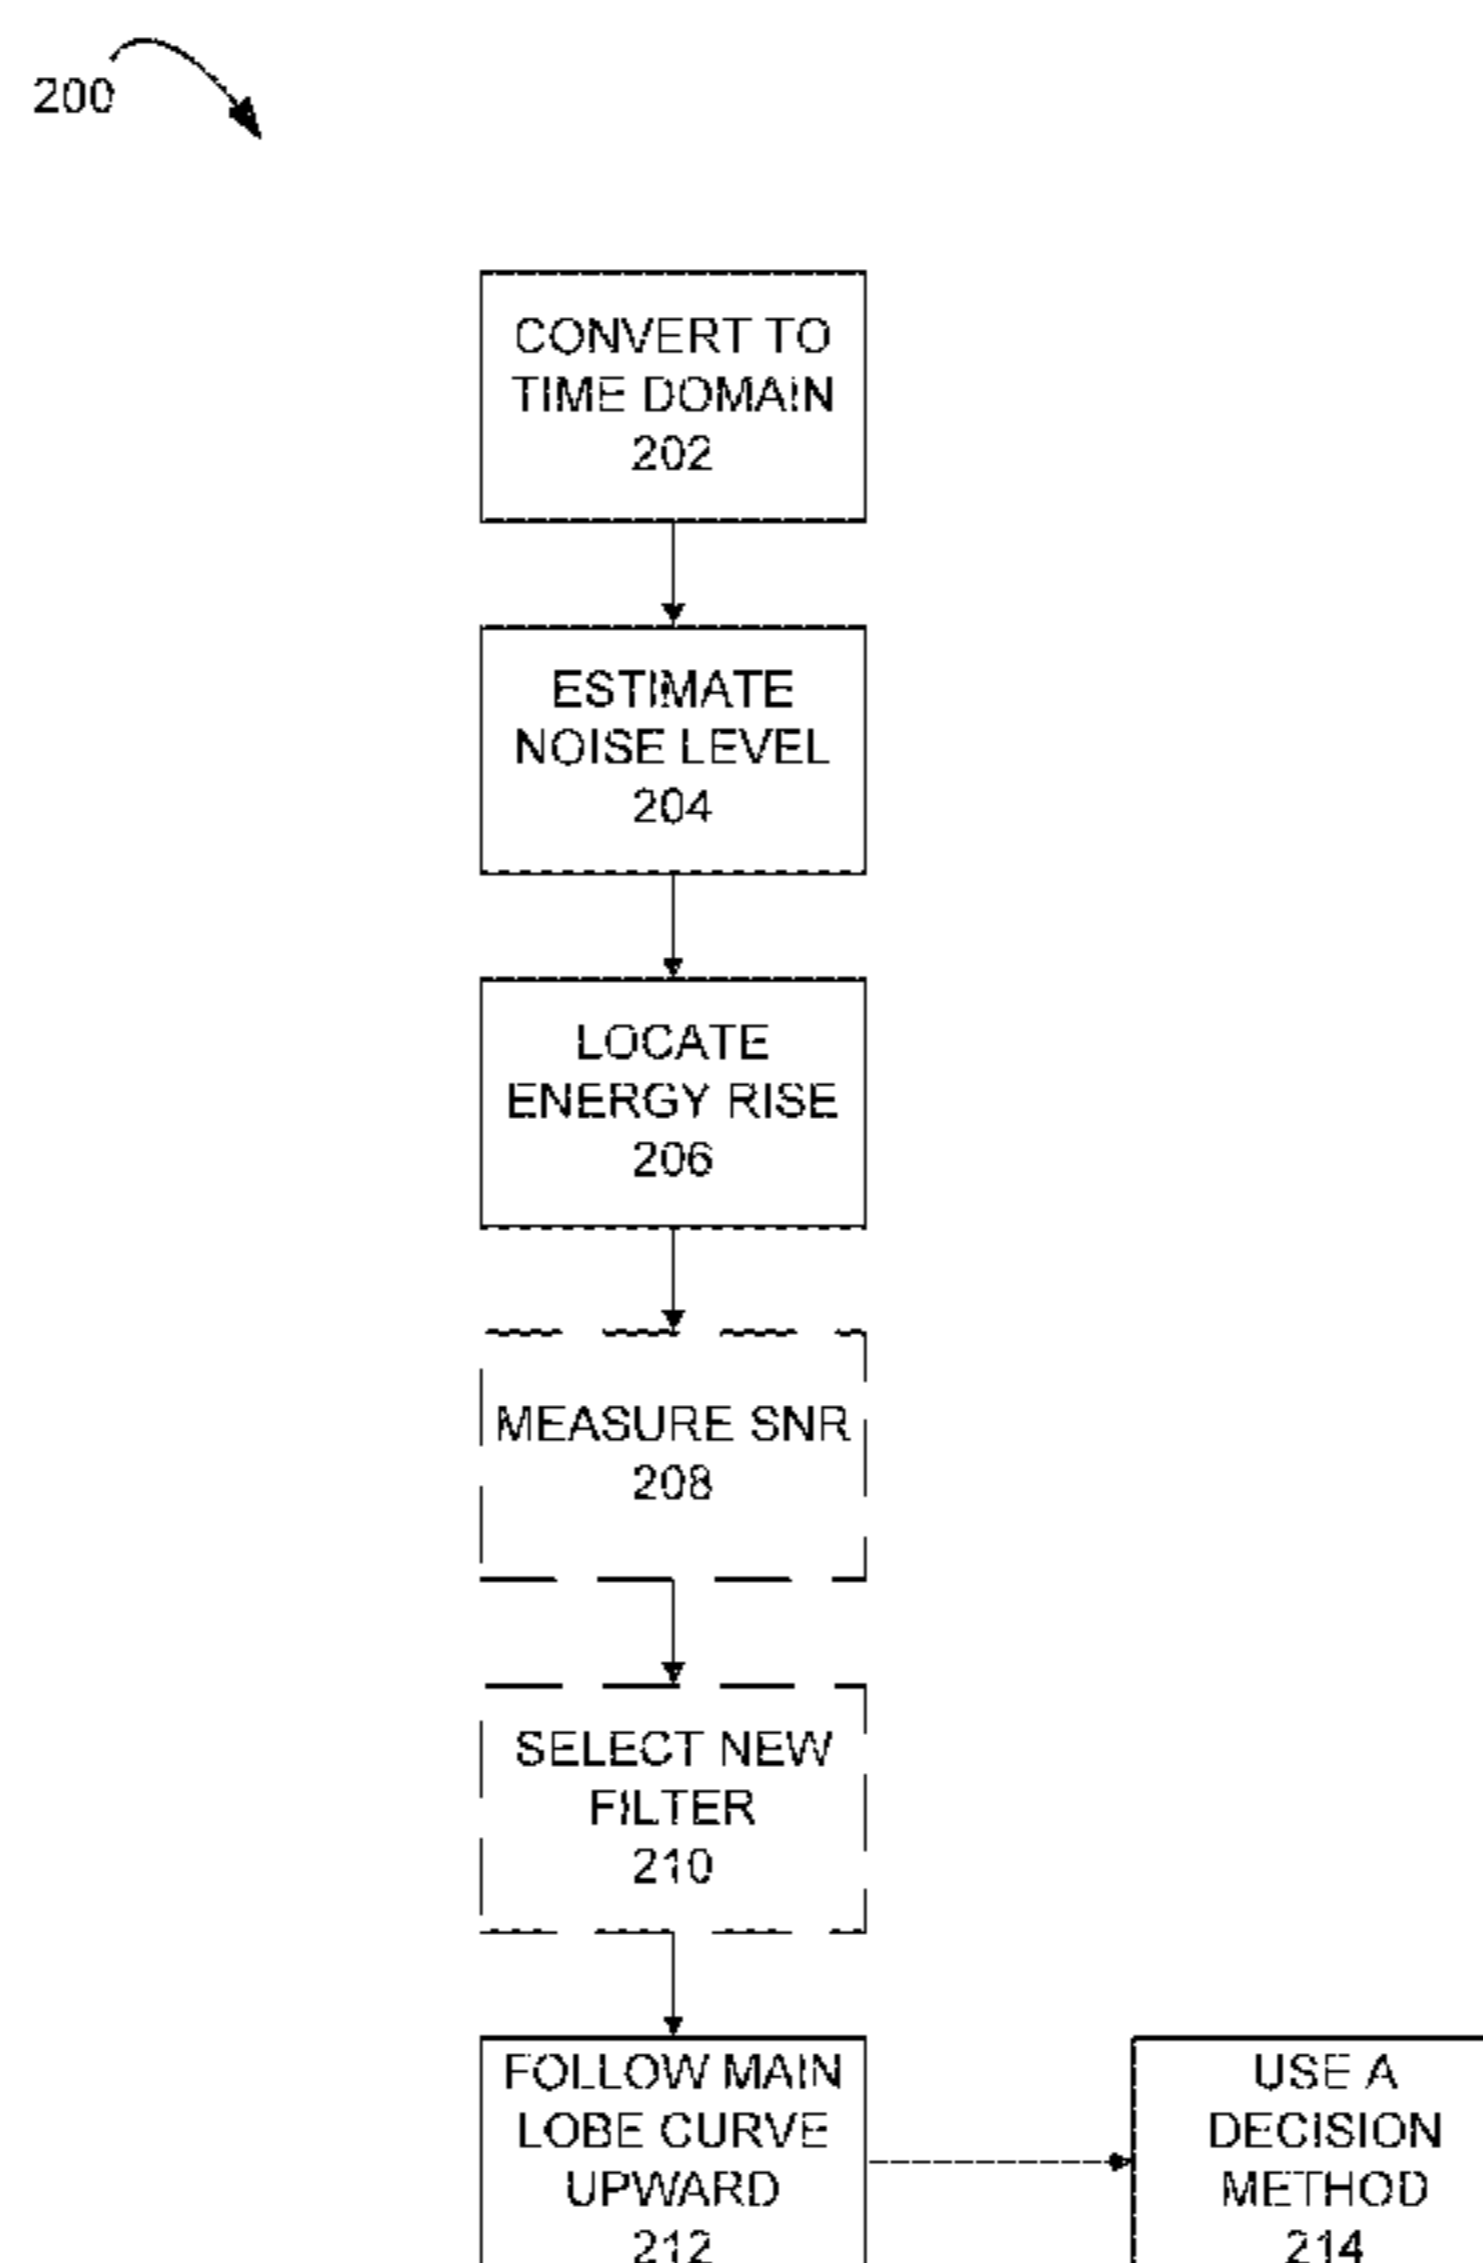 200
CONVERT TO
TIME DOMAIN
202
ESTIMATE
NOISE LEVEL
204
LOCATE
ENERGY RISE
206
MEASURE SNR
208
SELECT NEW
FILTER
210
FOLLOW MAIN
LOBE CURVE
UPWARD
212
USE A
DECISION
METHOD
214